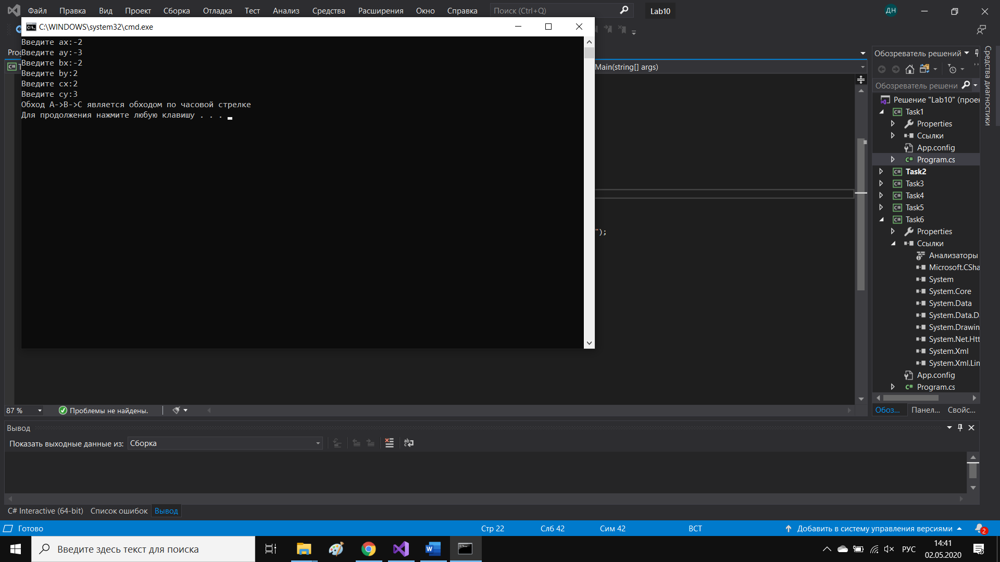 Файл Правка Вид Проект Сборка Отладка Тест Анализ Средства Расширения Окно Справка Поиск (Ctrl+Q) Lab10 ДН
C:\WINDOWS\system32\cmd.exe
Введите ax:-2
Введите ay:-3
Введите bx:-2
Введите by:2
Введите cx:2
Введите cy:3
Обход A->B->C является обходом по часовой стрелке
Для продолжения нажмите любую клавишу . . .
Main(string[] args)
");
Обозреватель решений
Обозреватель решени
Решение "Lab10" (проек
C# Task1
Properties
Ссылки
App.config
C# Program.cs
C# Task2
C# Task3
C# Task4
C# Task5
C# Task6
Properties
Ссылки
Анализаторы
Microsoft.CSha
System
System.Core
System.Data
System.Data.D
System.Drawin
System.Net.Htt
System.Xml
System.Xml.Lin
App.config
C# Program.cs
Обоз... Панел... Свойс...
Средства диагностики
87 % Проблемы не найдены.
Вывод
Показать выходные данные из: Сборка
C# Interactive (64-bit) Список ошибок Вывод
Готово Стр 22 Слб 42 Сим 42 ВСТ Добавить в систему управления версиями 2
Введите здесь текст для поиска
РУС
14:41
02.05.2020